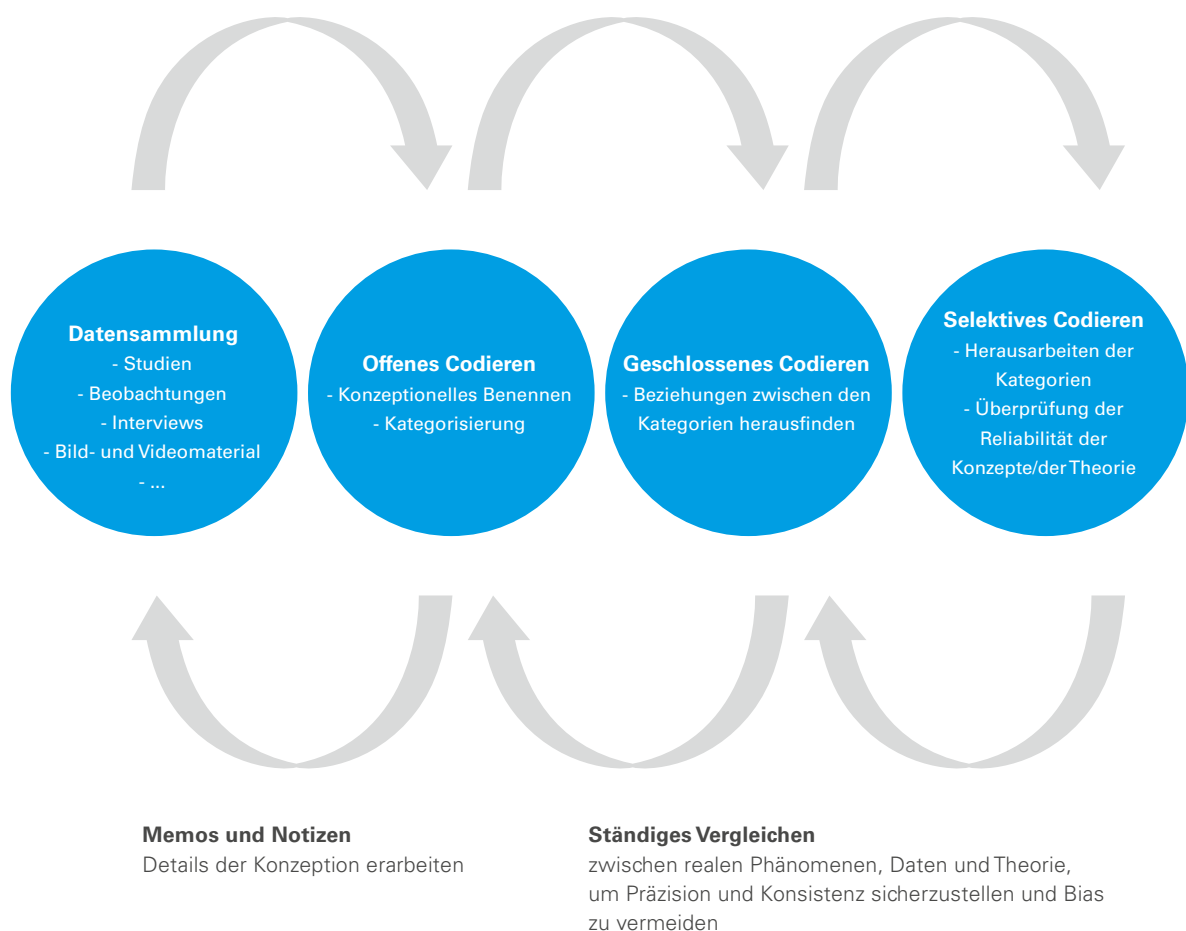 Datensammlung
- Studien
- Beobachtungen
- Interviews
- Bild- und Videomaterial
- ...
Offenes Codieren
- Konzeptionelles Benennen
- Kategorisierung
Geschlossenes Codieren
- Beziehungen zwischen den
Kategorien herausfinden
Selektives Codieren
- Herausarbeiten der
Kategorien
- Überprüfung der
Reliabilität der
Konzepte/der Theorie
Memos und Notizen
Details der Konzeption erarbeiten
Ständiges Vergleichen
zwischen realen Phänomenen, Daten und Theorie,
um Präzision und Konsistenz sicherzustellen und Bias
zu vermeiden